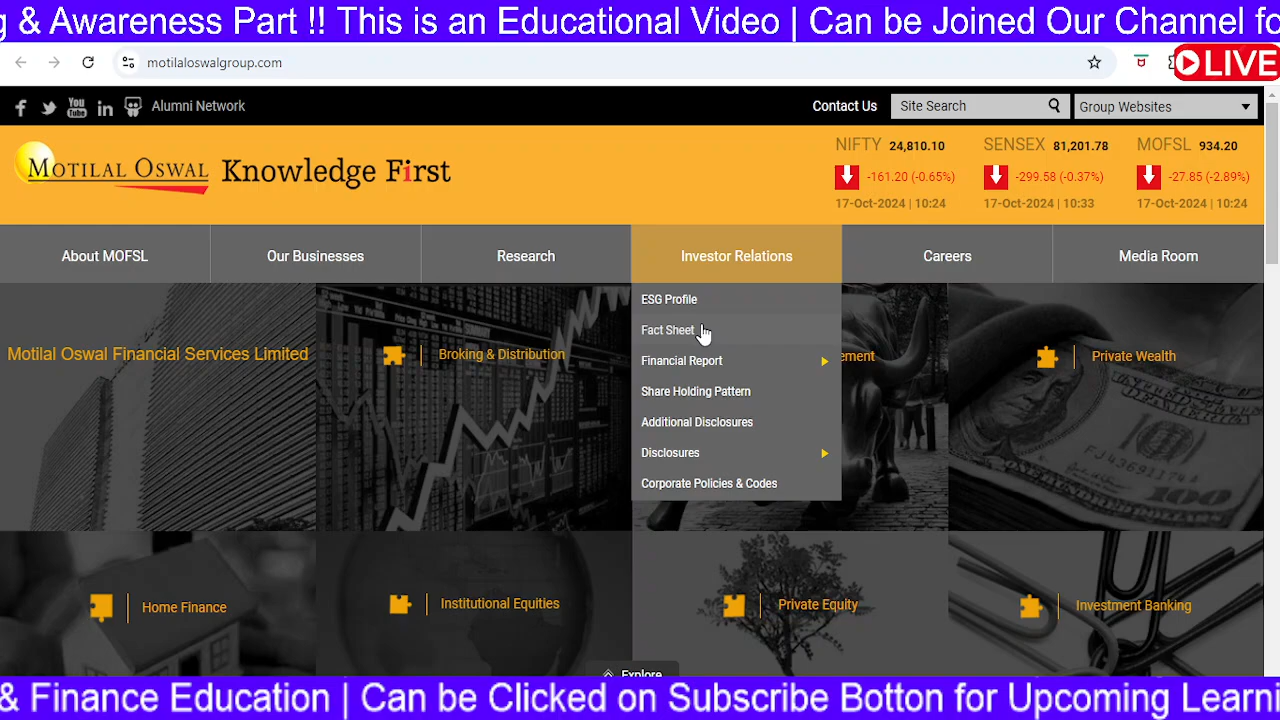 g & Awareness Part !! This is an Educational Video | Can be Joined Our Channel fo
motilaloswalgroup.com
LIVE
Alumni Network
Contact Us
Site Search
Group Websites
MOTILAL OSWAL
Knowledge First
NIFTY 24,810.10
-161.20 (-0.65%)
17-Oct-2024 | 10:24
SENSEX 81,201.78
-299.58 (-0.37%)
17-Oct-2024 | 10:33
MOFSL 934.20
-27.85 (-2.89%)
17-Oct-2024 | 10:24
About MOFSL
Our Businesses
Research
Investor Relations
Careers
Media Room
ESG Profile
Fact Sheet
Financial Report
Share Holding Pattern
Additional Disclosures
Disclosures
Corporate Policies & Codes
Motilal Oswal Financial Services Limited
Broking & Distribution
ement
Private Wealth
Home Finance
Institutional Equities
Private Equity
Investment Banking
Explore
& Finance Education | Can be Clicked on Subscribe Botton for Upcoming Learni